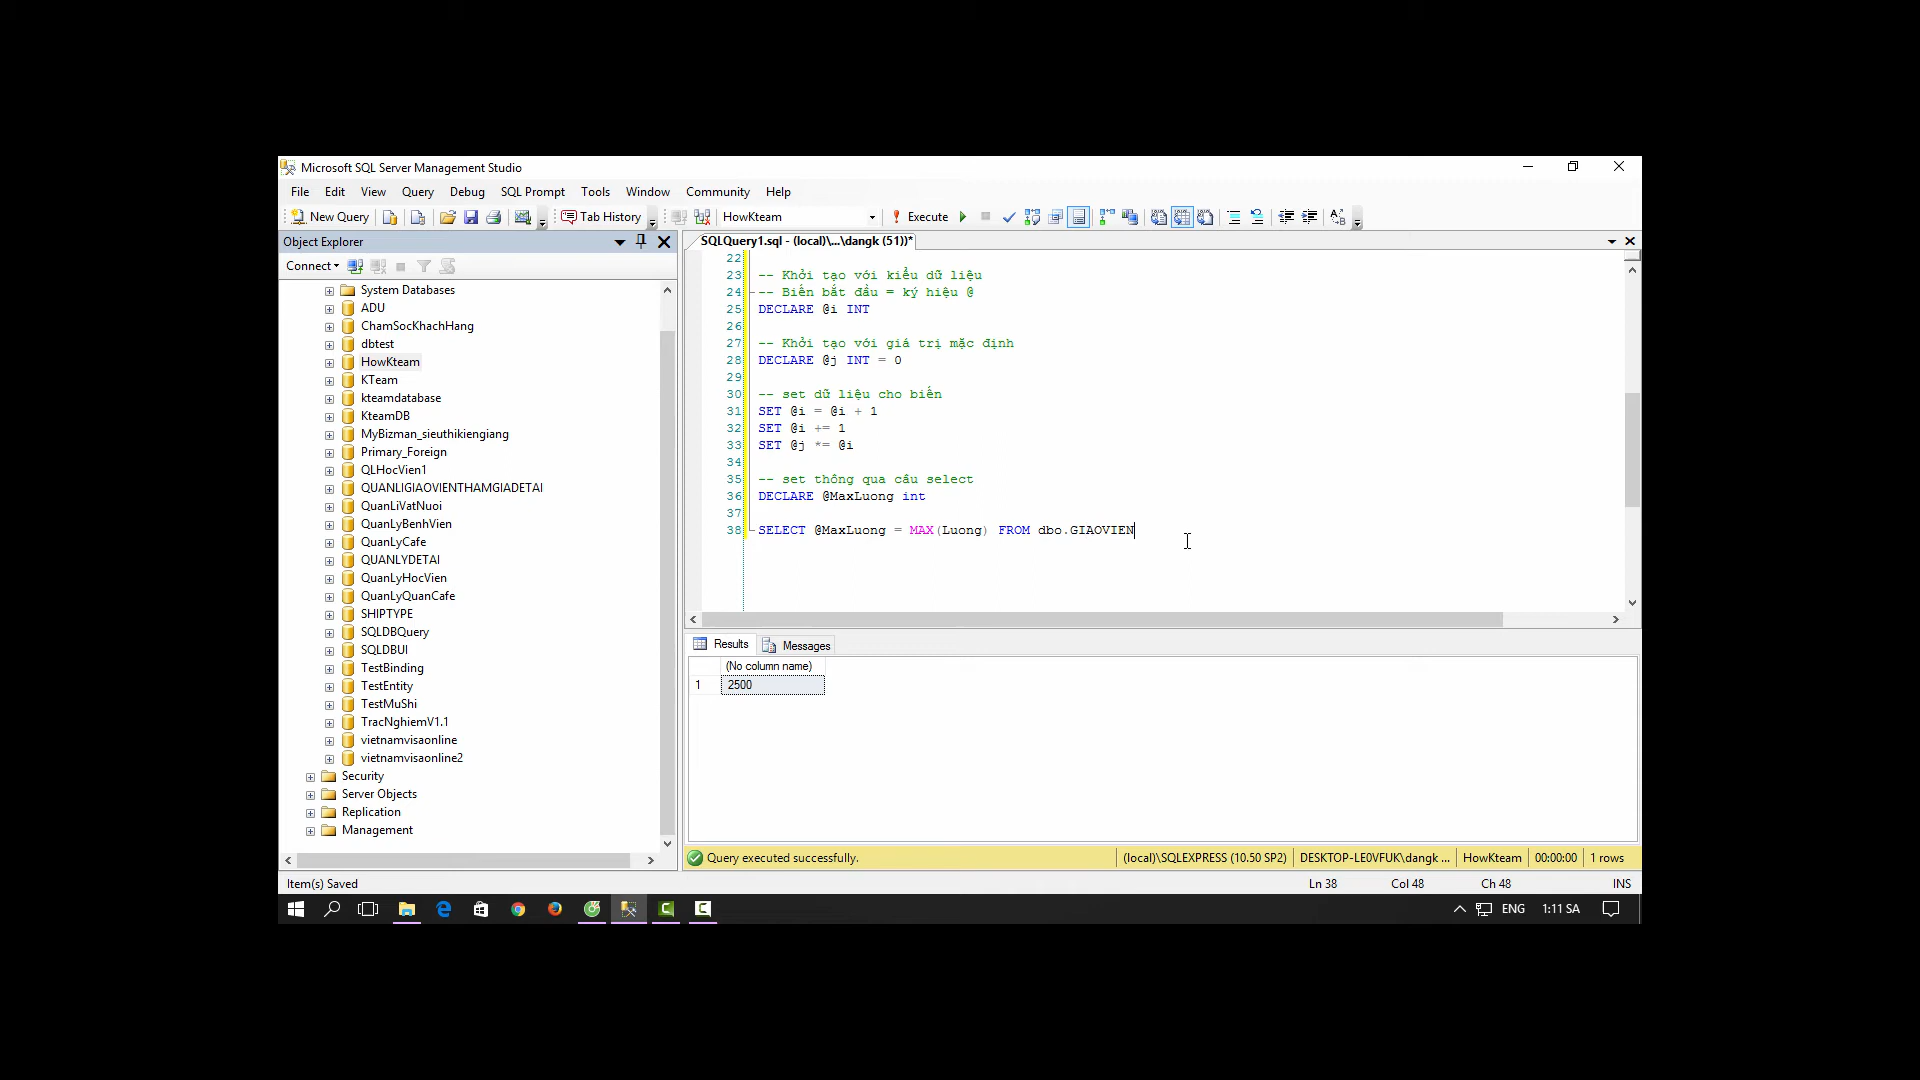 Microsoft SQL Server Management Studio
File Edit View Query Debug SQL Prompt Tools Window Community Help
New Query Tab History HowKteam Execute
Object Explorer
SQLQuery1.sql - (local)\...\dangk (51))*
Connect
System Databases
ADU
ChamSocKhachHang
dbtest
HowKteam
KTeam
kteamdatabase
KteamDB
MyBizman_sieuthikiengiang
Primary_Foreign
QLHocVien1
QUANLIGIAOVIENTHAMGIADETAI
QuanLiVatNuoi
QuanLyBenhVien
QuanLyCafe
QUANLYDETAI
QuanLyHocVien
QuanLyQuanCafe
SHIPTYPE
SQLDBQuery
SQLDBUI
TestBinding
TestEntity
TestMuShi
TracNghiemV1.1
vietnamvisaonline
vietnamvisaonline2
Security
Server Objects
Replication
Management
22
23 -- Khởi tạo với kiểu dữ liệu
24 -- Biến bắt đầu = ký hiệu @
25 DECLARE @i INT
26
27 -- Khởi tạo với giá trị mặc định
28 DECLARE @j INT = 0
29
30 -- set dữ liệu cho biến
31 SET @i = @i + 1
32 SET @i += 1
33 SET @j *= @i
34
35 -- set thông qua câu select
36 DECLARE @MaxLuong int
37
38 SELECT @MaxLuong = MAX(Luong) FROM dbo.GIAOVIEN
Results Messages
(No column name)
1 2500
Query executed successfully. (local)\SQLEXPRESS (10.50 SP2) DESKTOP-LE0VFUK\dangk ... HowKteam 00:00:00 1 rows
Item(s) Saved Ln 38 Col 48 Ch 48 INS
ENG 1:11 SA